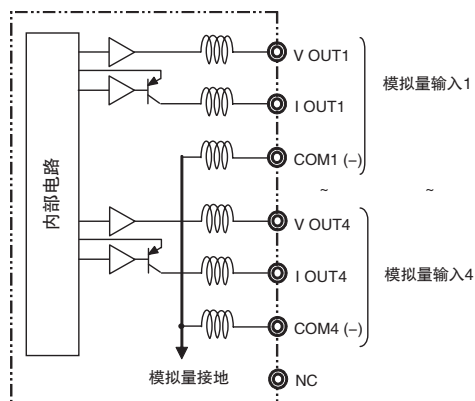 V OUT1
模拟量输入1
I OUT1
COM1 (–)
~ ~
内部电路
V OUT4
I OUT4
模拟量输入4
COM4 (–)
模拟量接地
NC